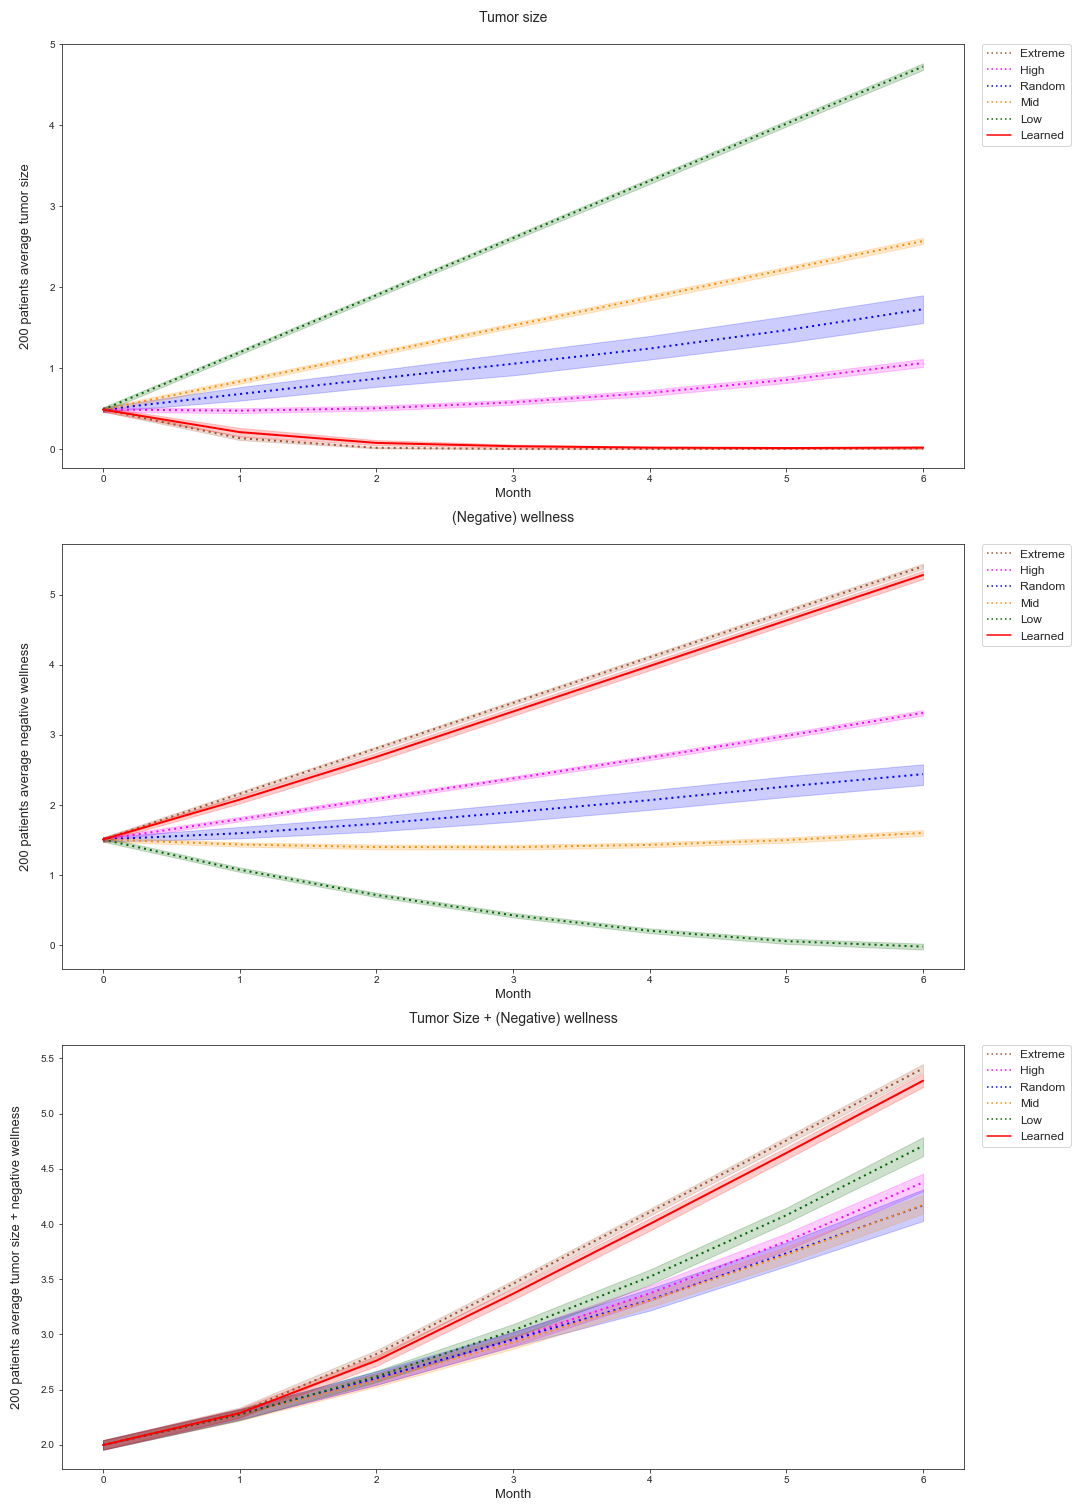 Tumor size
200 patients average tumor size
5
4
3
2
1
0
0 1 2 3 4 5 6
Month
Extreme
High
Random
Mid
Low
Learned
(Negative) wellness
200 patients average negative wellness
5
4
3
2
1
0
0 1 2 3 4 5 6
Month
Extreme
High
Random
Mid
Low
Learned
Tumor Size + (Negative) wellness
200 patients average tumor size + negative wellness
5.5
5.0
4.5
4.0
3.5
3.0
2.5
2.0
0 1 2 3 4 5 6
Month
Extreme
High
Random
Mid
Low
Learned